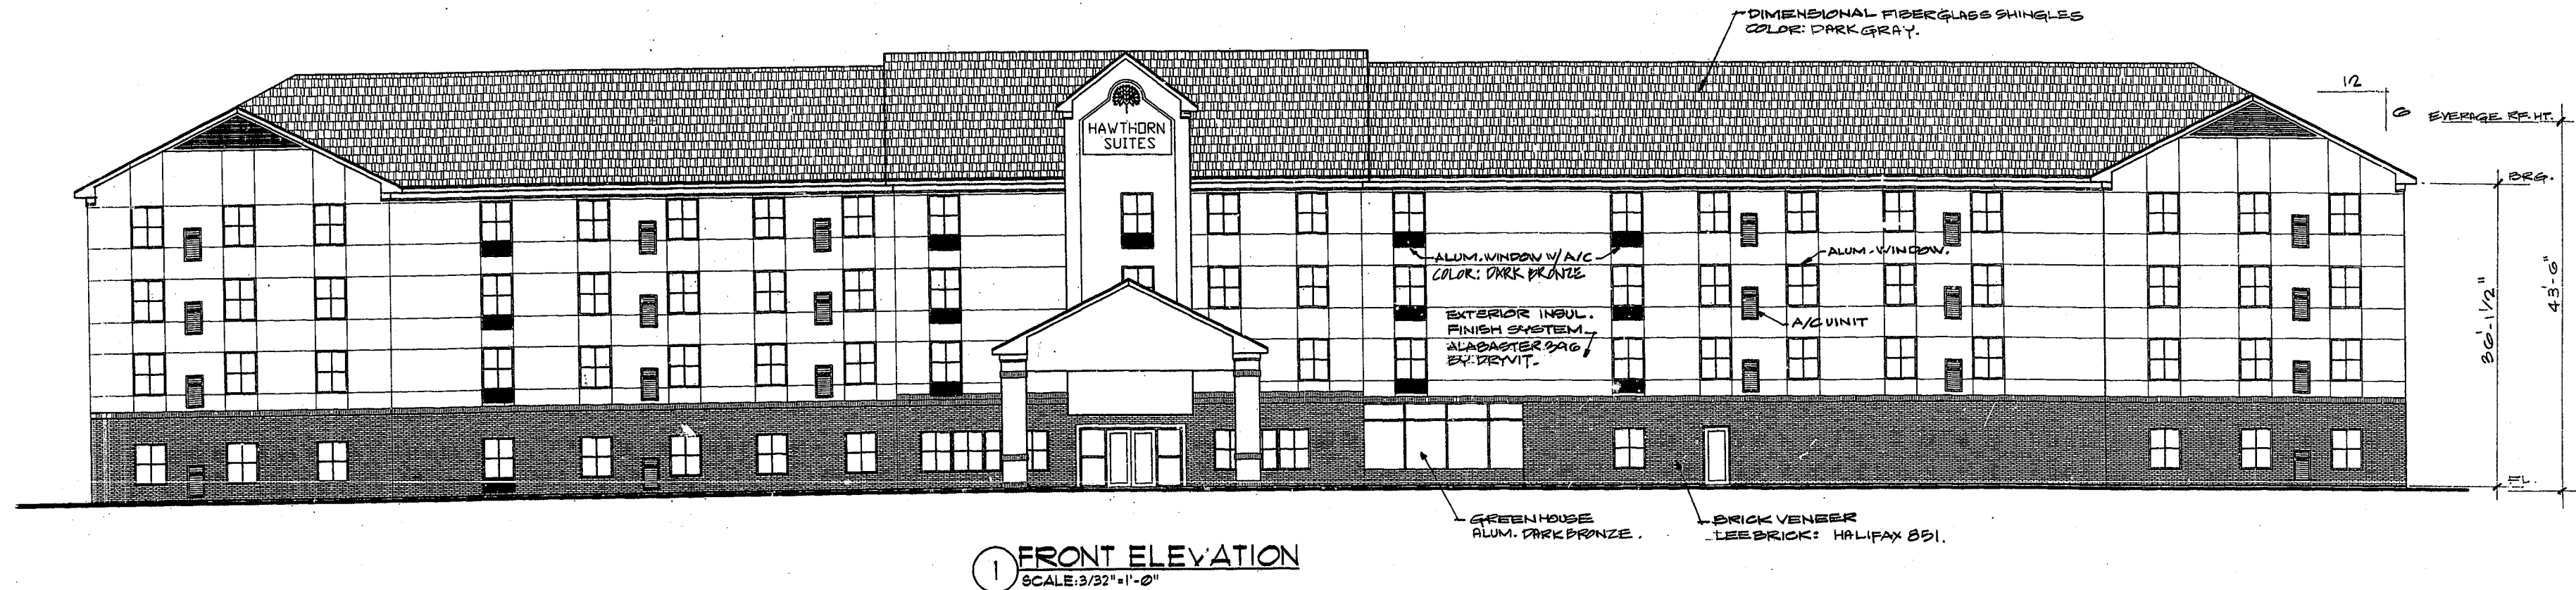 DIMENSIONAL FIBERGLASS SHINGLES
COLOR: DARK GRAY.
12
6
EVERAGE RF. HT.
HAWTHORN
SUITES
BRG.
ALUM. WINDOW W/ A/C
COLOR: DARK BRONZE
ALUM. WINDOW.
EXTERIOR INSUL.
FINISH SYSTEM
ALABASTER 396
BY: DRYVIT.
A/C UINIT
36'-1 1/2"
43'-6"
FL.
GREENHOUSE
ALUM. DARK BRONZE.
BRICK VENEER
LEEBRICK: HALIFAX 851.
1
FRONT ELEVATION
SCALE: 3/32"=1'-0"